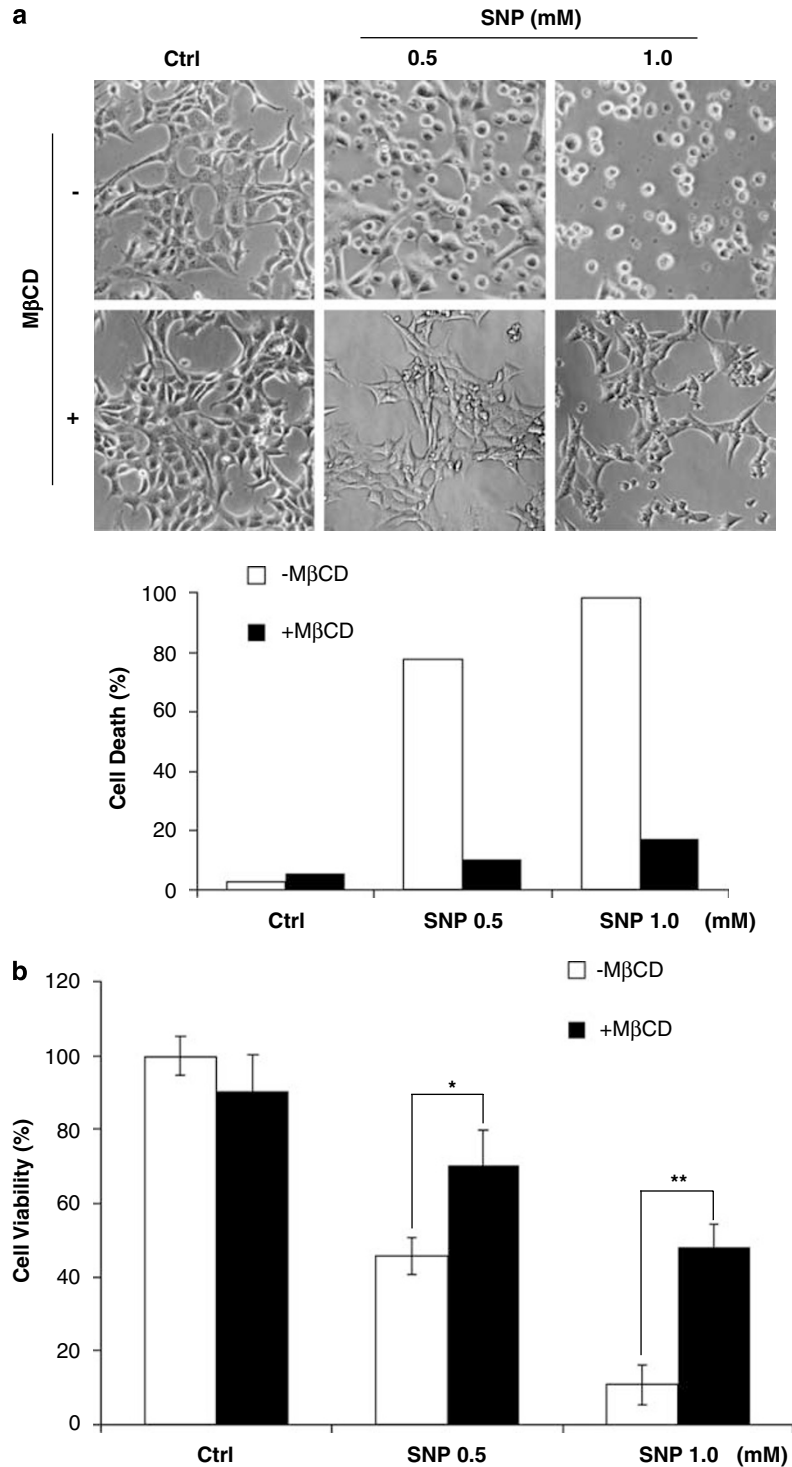 a
SNP (mM)
Ctrl
0.5
1.0
MβCD
-
+
-MβCD
+MβCD
Cell Death (%)
100
80
60
40
20
0
Ctrl
SNP 0.5
SNP 1.0
(mM)
b
-MβCD
+MβCD
Cell Viability (%)
120
100
80
60
40
20
0
*
**
Ctrl
SNP 0.5
SNP 1.0
(mM)